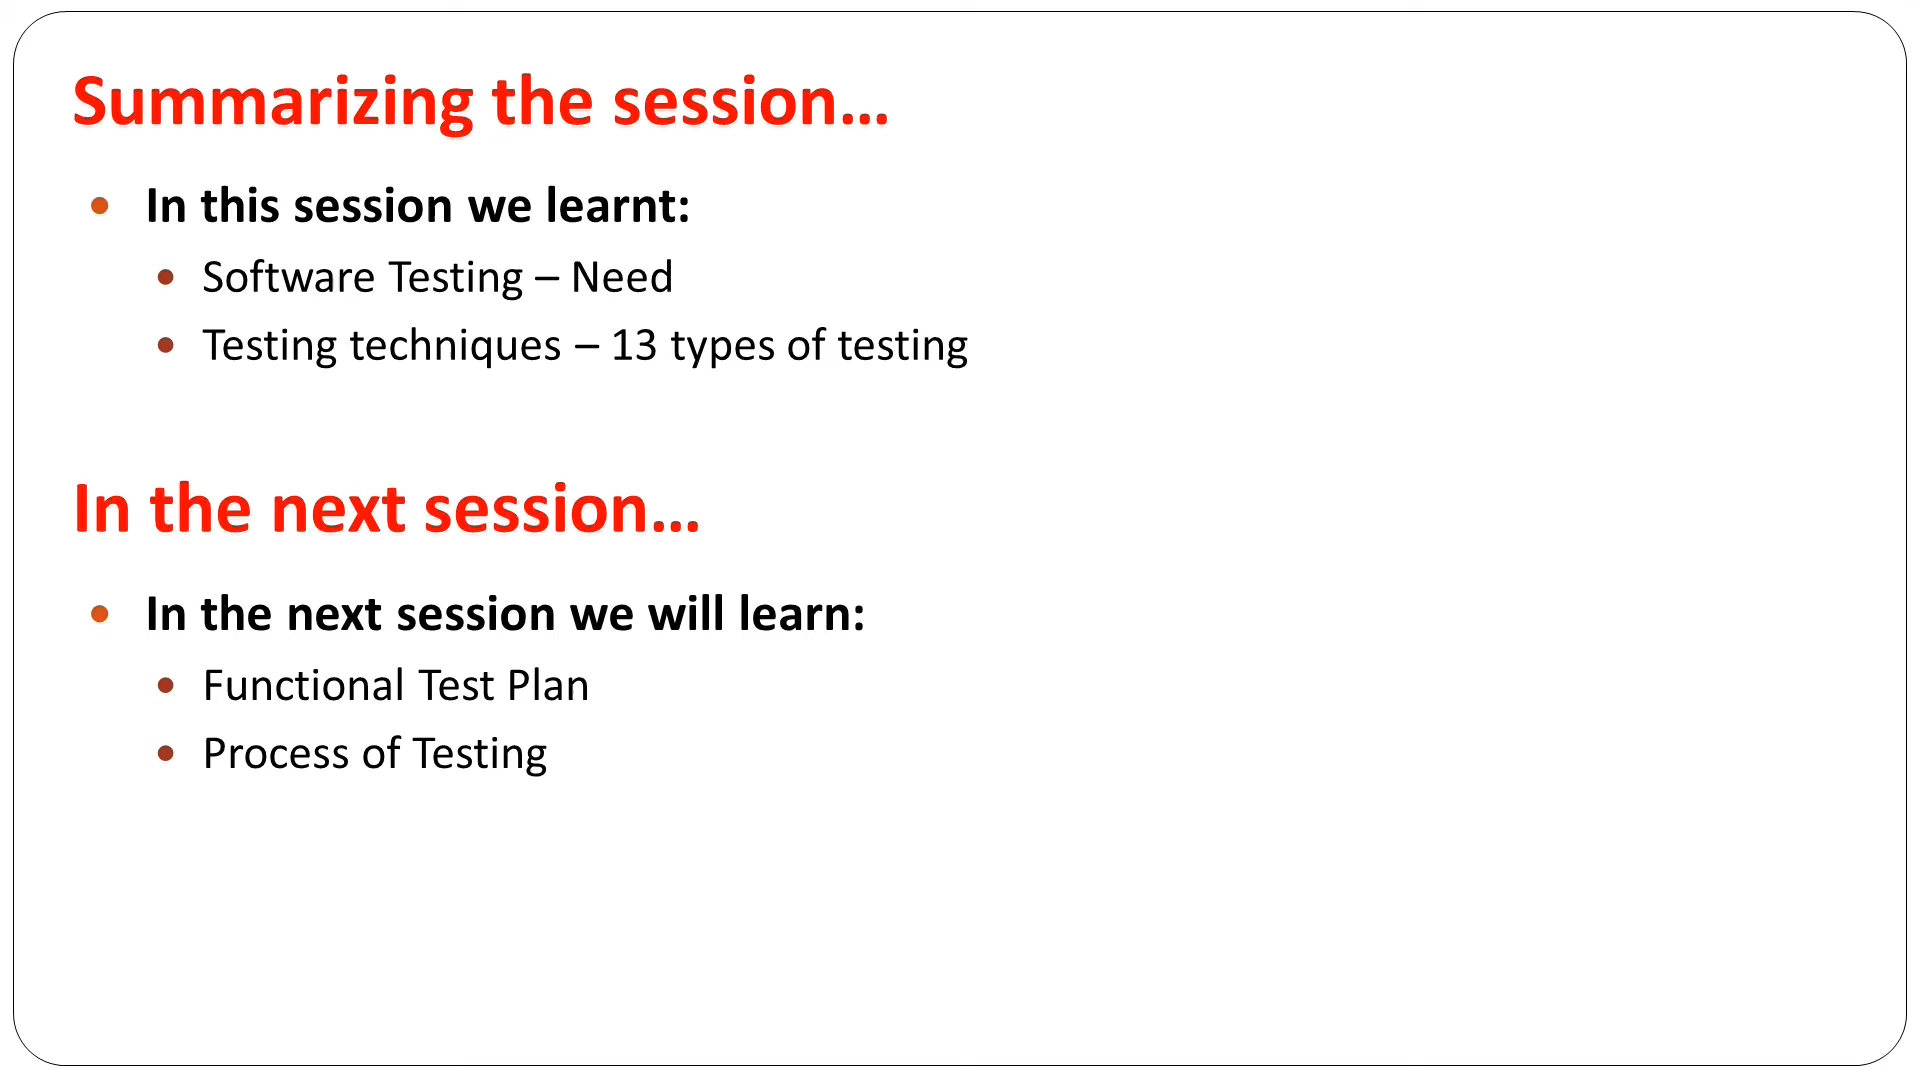 Summarizing the session...
• In this session we learnt:
• Software Testing – Need
• Testing techniques – 13 types of testing
In the next session...
• In the next session we will learn:
• Functional Test Plan
• Process of Testing